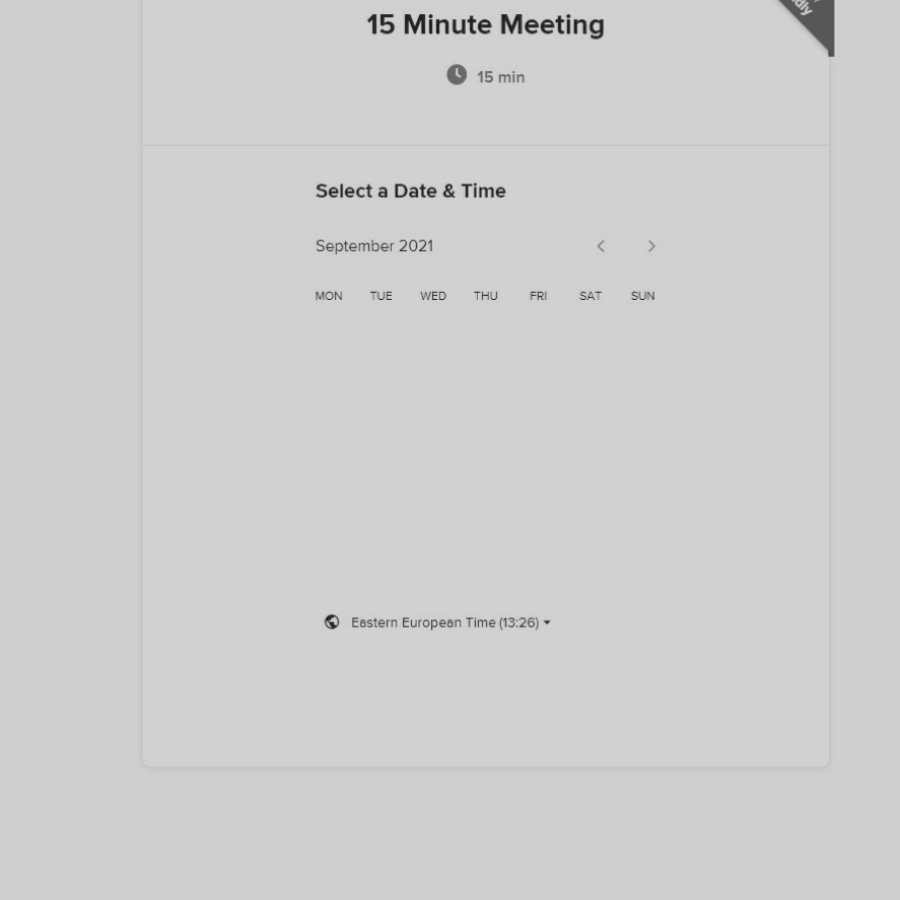 15 Minute Meeting
15 min
Select a Date & Time
September 2021
MON TUE WED THU FRI SAT SUN
Eastern European Time (13:26)